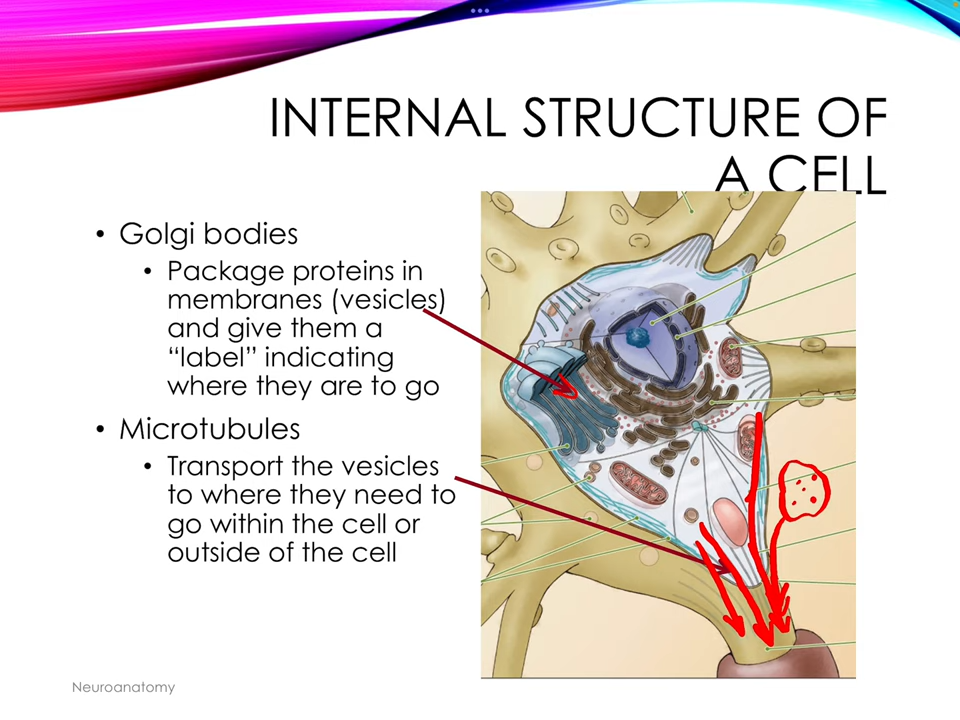 INTERNAL STRUCTURE OF
A CELL
• Golgi bodies
• Package proteins in
membranes (vesicles)
and give them a
“label” indicating
where they are to go
• Microtubules
• Transport the vesicles
to where they need to
go within the cell or
outside of the cell
Neuroanatomy